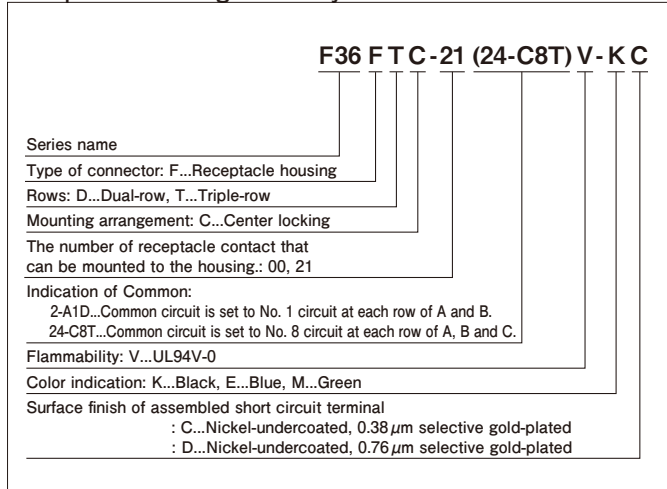 F36 F T C - 21 (24-C8T) V - K C
Series name
Type of connector: F...Receptacle housing
Rows: D...Dual-row, T...Triple-row
Mounting arrangement: C...Center locking
The number of receptacle contact that
can be mounted to the housing.: 00, 21
Indication of Common:
2-A1D...Common circuit is set to No. 1 circuit at each row of A and B.
24-C8T...Common circuit is set to No. 8 circuit at each row of A, B and C.
Flammability: V...UL94V-0
Color indication: K...Black, E...Blue, M...Green
Surface finish of assembled short circuit terminal
: C...Nickel-undercoated, 0.38 μm selective gold-plated
: D...Nickel-undercoated, 0.76 μm selective gold-plated